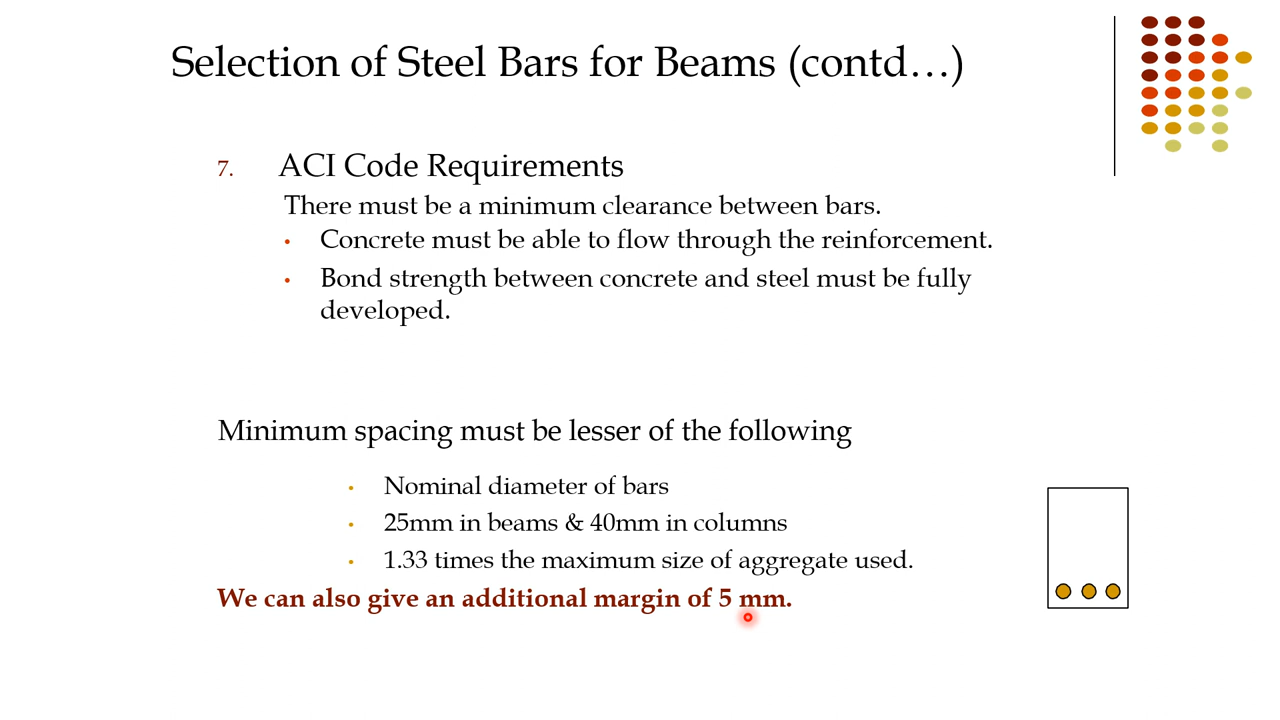 Selection of Steel Bars for Beams (contd…)
7. ACI Code Requirements
There must be a minimum clearance between bars.
• Concrete must be able to flow through the reinforcement.
• Bond strength between concrete and steel must be fully
developed.
Minimum spacing must be lesser of the following
• Nominal diameter of bars
• 25mm in beams & 40mm in columns
• 1.33 times the maximum size of aggregate used.
We can also give an additional margin of 5 mm.